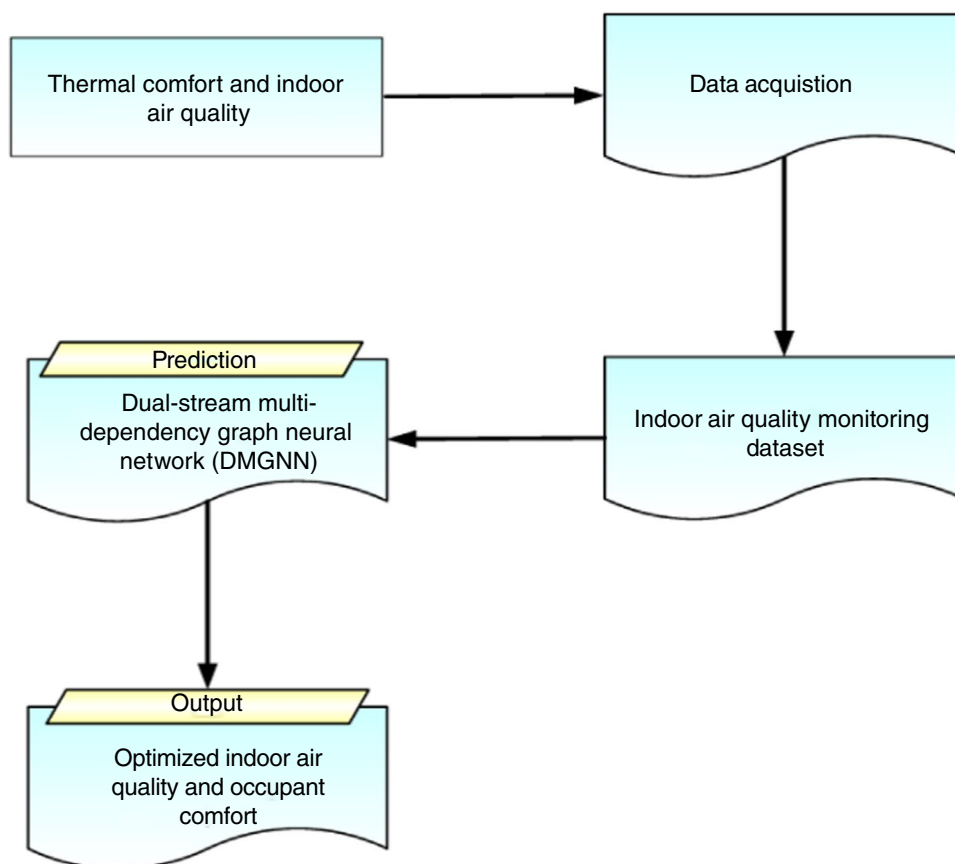 Thermal comfort and indoor
air quality
Data acquistion
Indoor air quality monitoring
dataset
Prediction
Dual-stream multi-
dependency graph neural
network (DMGNN)
Output
Optimized indoor air
quality and occupant
comfort